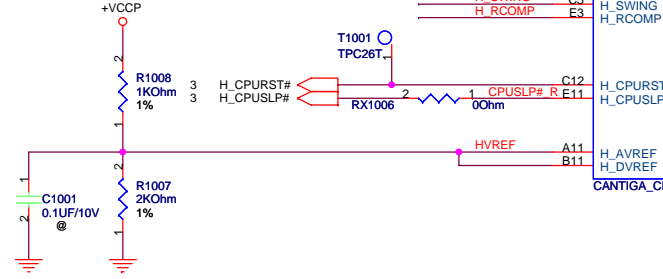 +VCCP
H_SWING
H_RCOMP
E3
H_RCOMP
T1001
TPC26T
1
2
R1008
1KOhm
1%
1
3
H_CPURST#
C12
3
H_CPUSLP#
RX1006
2
1
0Ohm
CPUSLP#_R
E11
H_CPUSLP
HVREF
A11
H_AVREF
B11
H_DVREF
2
R1007
2KOhm
1%
1
1
C1001
0.1UF/10V
@
2